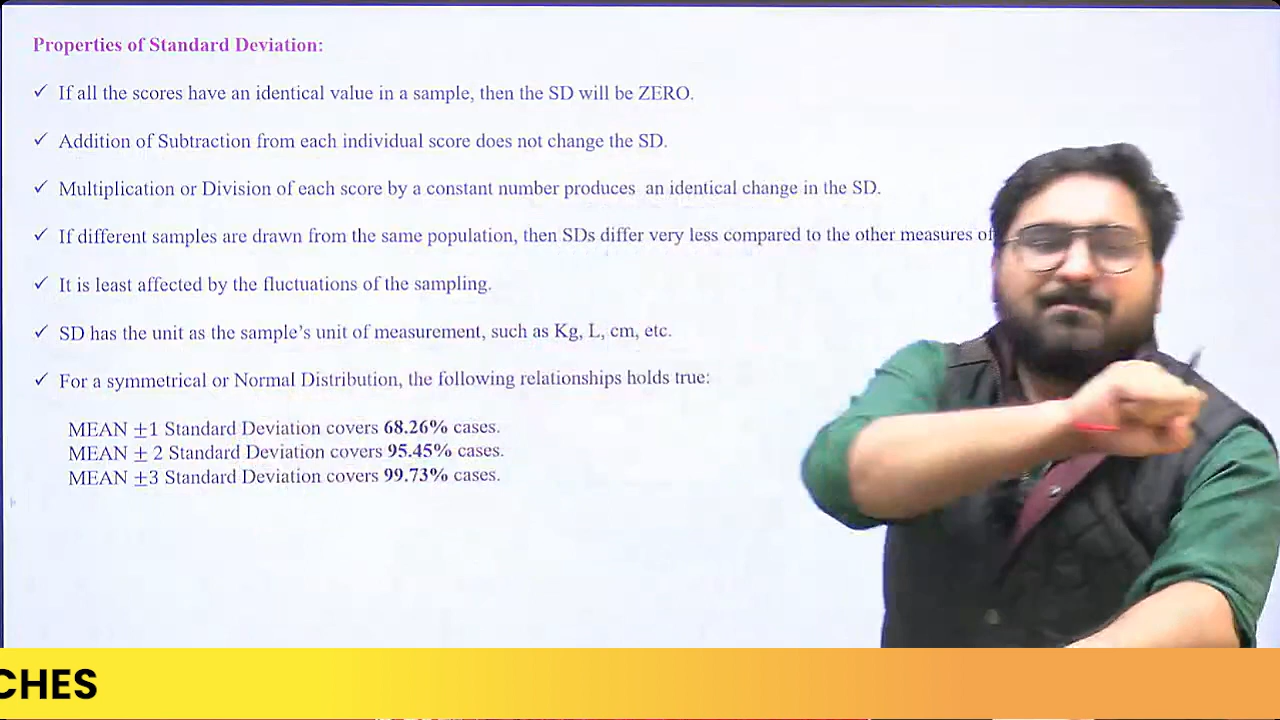 Properties of Standard Deviation:
✓ If all the scores have an identical value in a sample, then the SD will be ZERO.
✓ Addition of Subtraction from each individual score does not change the SD.
✓ Multiplication or Division of each score by a constant number produces an identical change in the SD.
✓ If different samples are drawn from the same population, then SDs differ very less compared to the other measures of
✓ It is least affected by the fluctuations of the sampling.
✓ SD has the unit as the sample's unit of measurement, such as Kg, L, cm, etc.
✓ For a symmetrical or Normal Distribution, the following relationships holds true:
MEAN ±1 Standard Deviation covers 68.26% cases.
MEAN ± 2 Standard Deviation covers 95.45% cases.
MEAN ±3 Standard Deviation covers 99.73% cases.
CHES